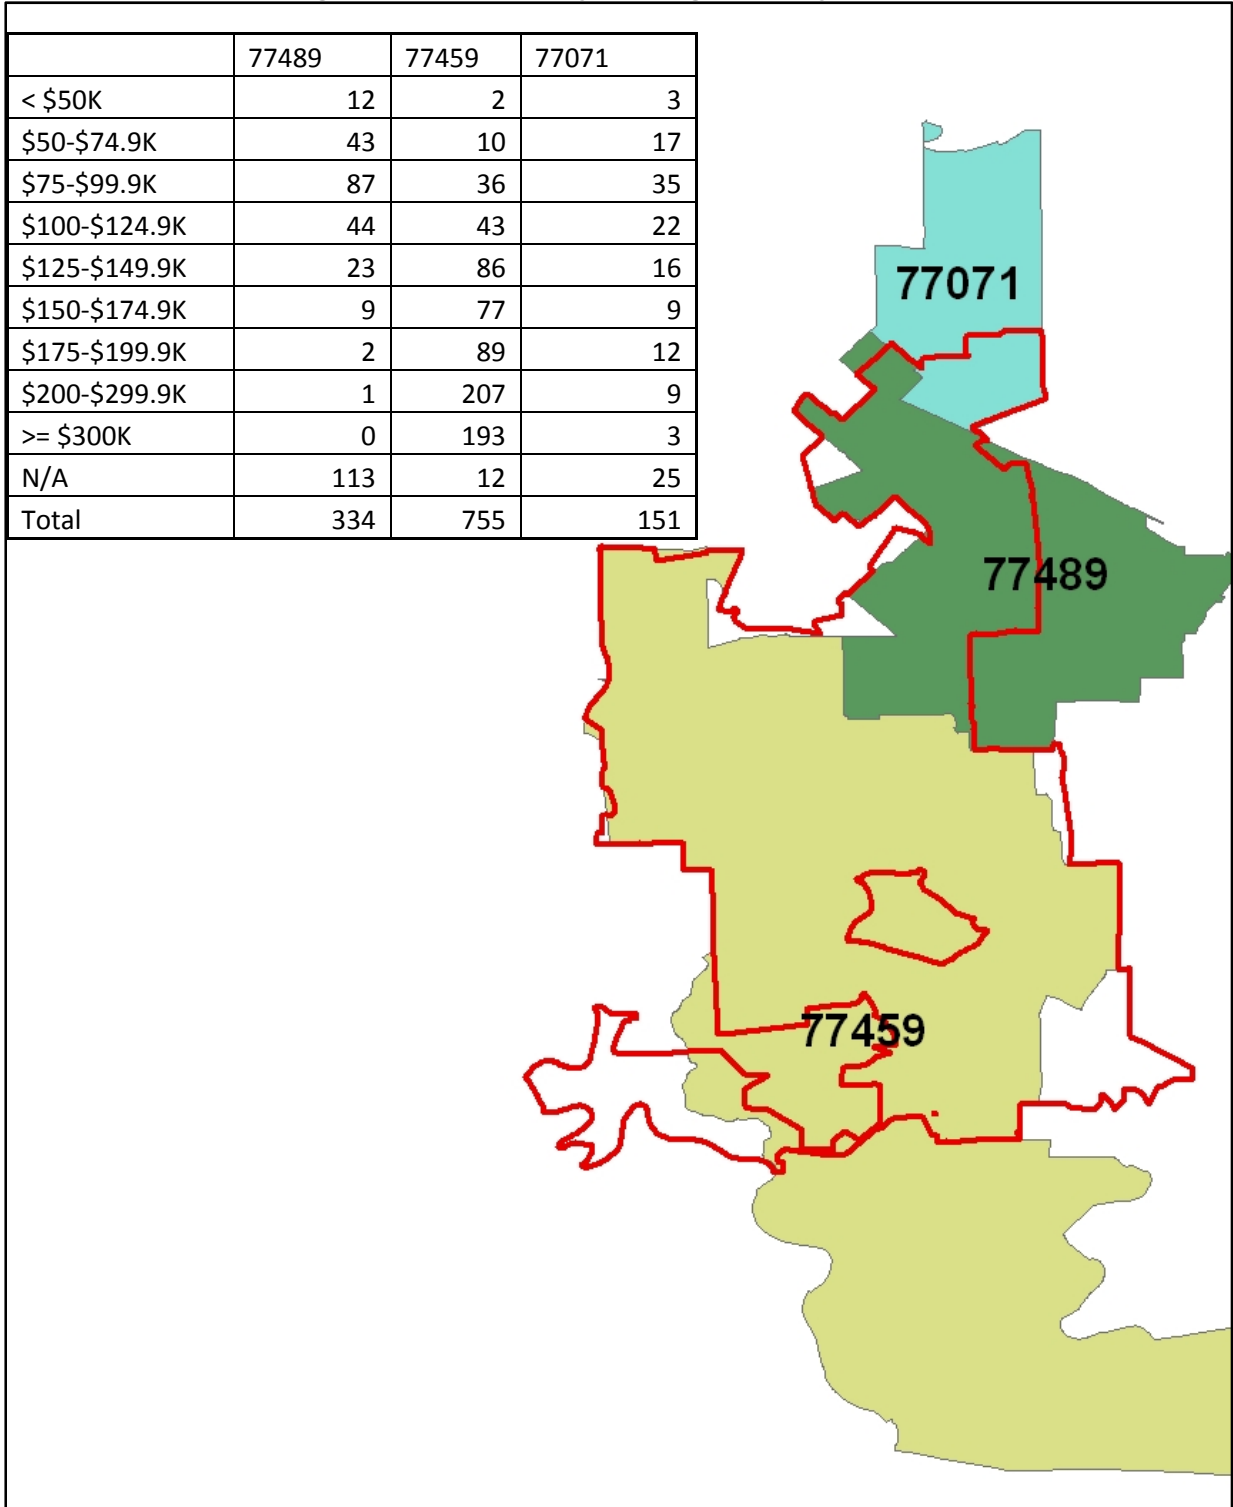 77489 77459 77071
< $50K 12 2 3
$50-$74.9K 43 10 17
$75-$99.9K 87 36 35
$100-$124.9K 44 43 22
$125-$149.9K 23 86 16
$150-$174.9K 9 77 9
$175-$199.9K 2 89 12
$200-$299.9K 1 207 9
>= $300K 0 193 3
N/A 113 12 25
Total 334 755 151
77071
77489
77459